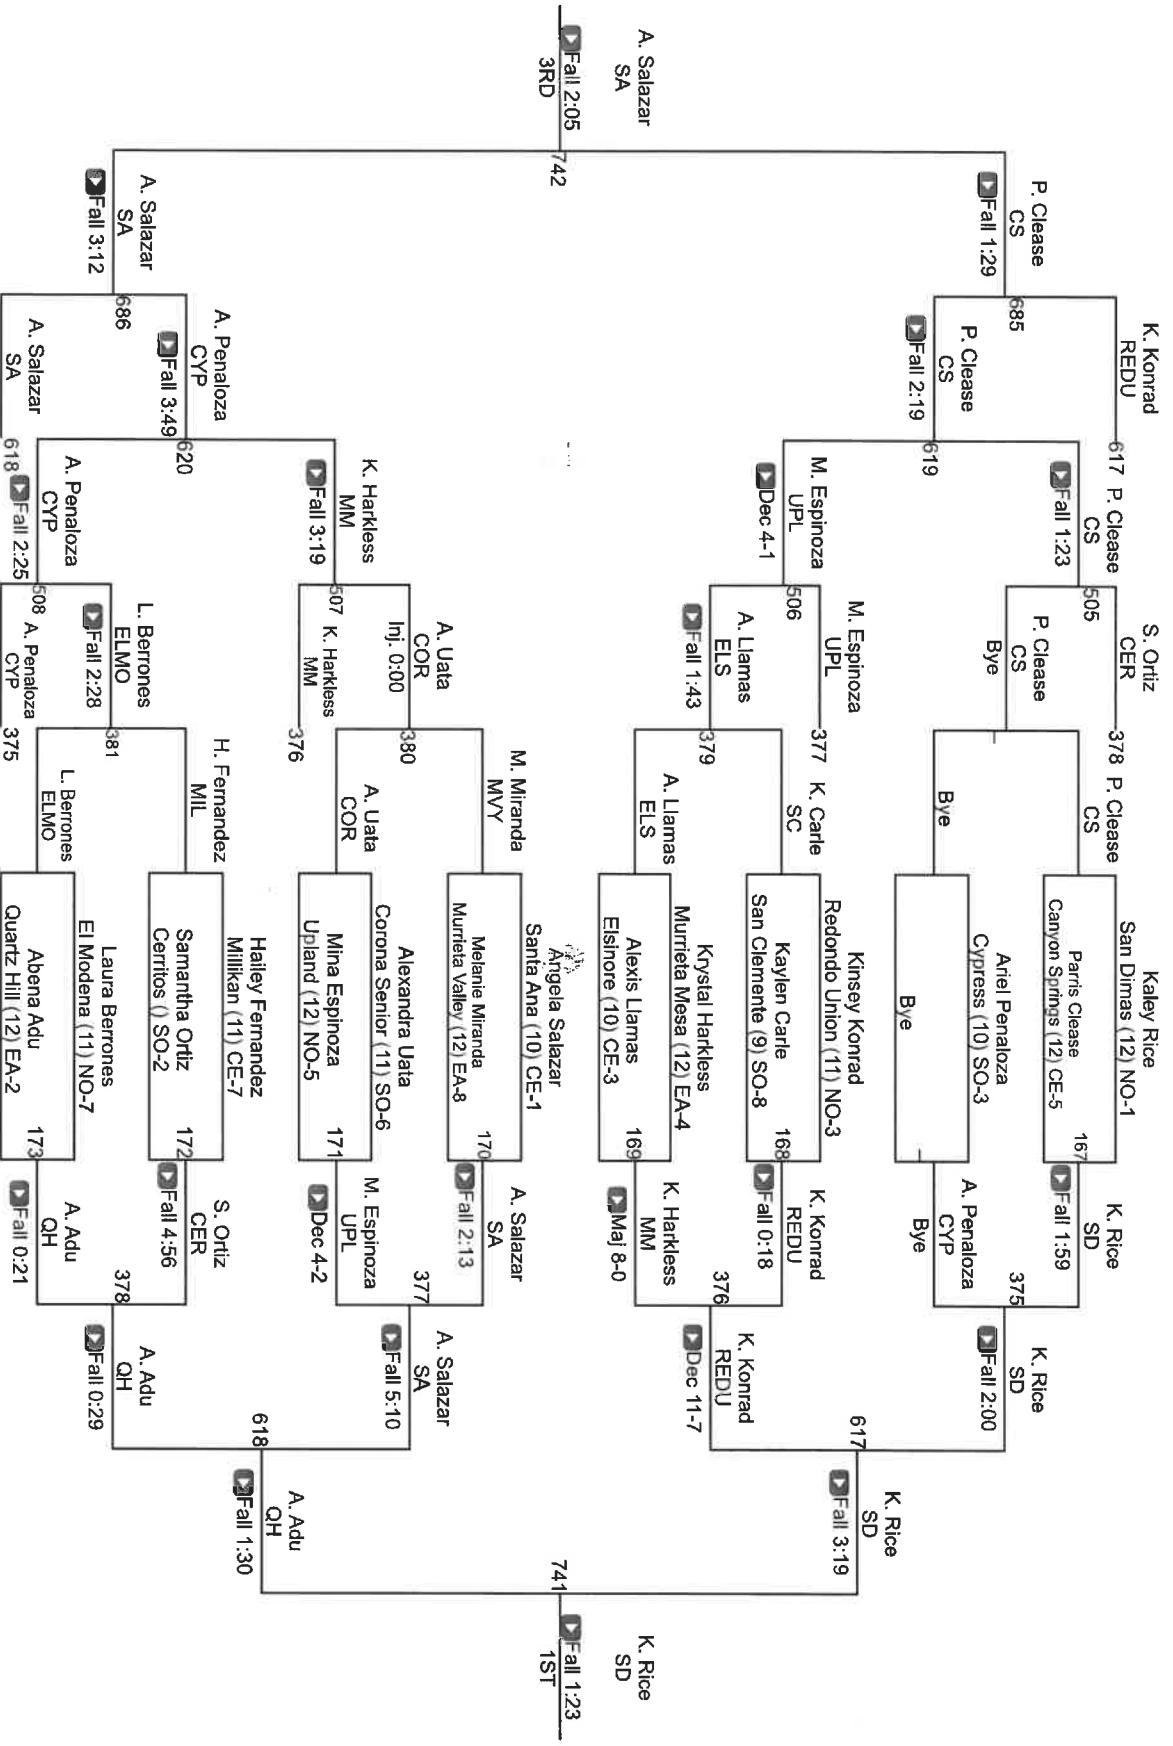 A. Salazar
SA
Fall 2:05
3RD
742
P. Clease
CS
Fall 1:29
A. Salazar
SA
Fall 3:12
K. Konrad
REDU
685
P. Clease
CS
Fall 2:19
A. Penaloza
CYP
Fall 3:49
686
A. Salazar
SA
617
P. Clease
CS
Fall 1:23
619
M. Espinoza
UPL
Dec 4-1
K. Harkless
MM
Fall 3:19
620
A. Penaloza
CYP
Fall 2:25
618
S. Ortiz
CER
505
P. Clease
CS
Bye
M. Espinoza
UPL
506
A. Llamas
ELS
Fall 1:43
A. Uata
COR
Inj. 0:00
507
K. Harkless
MM
L. Berrones
ELMO
Fall 2:28
508
A. Penaloza
CYP
378
P. Clease
CS
Bye
377
K. Carle
SC
379
A. Llamas
ELS
M. Miranda
MVY
380
A. Uata
COR
376
H. Fernandez
MIL
381
L. Berrones
ELMO
375
Kaley Rice
San Dimas (12) NO-1
Parris Clease
Canyon Springs (12) CE-5
167
Ariel Penaloza
Cypress (10) SO-3
Bye
Kinsey Konrad
Redondo Union (11) NO-3
Kaylen Carle
San Clemente (9) SO-8
168
Krystal Harkless
Murrieta Mesa (12) EA-4
Alexis Llamas
Elsinore (10) CE-3
169
Angela Salazar
Santa Ana (10) CE-1
Melanie Miranda
Murrieta Valley (12) EA-8
170
Alexandra Uata
Corona Senior (11) SO-6
Mina Espinoza
Upland (12) NO-5
171
Hailey Fernandez
Millikan (11) CE-7
Samantha Ortiz
Cerritos () SO-2
172
Laura Berrones
El Modena (11) NO-7
Abena Adu
Quartz Hill (12) EA-2
173
K. Rice
SD
Fall 1:59
A. Penaloza
CYP
Bye
K. Konrad
REDU
Fall 0:18
K. Harkless
MM
Maj 8-0
A. Salazar
SA
Fall 2:13
M. Espinoza
UPL
Dec 4-2
S. Ortiz
CER
Fall 4:56
A. Adu
QH
Fall 0:21
375
K. Rice
SD
Fall 2:00
376
K. Konrad
REDU
Dec 11-7
377
A. Salazar
SA
Fall 5:10
378
A. Adu
QH
Fall 0:29
617
K. Rice
SD
Fall 3:19
618
A. Adu
QH
Fall 1:30
741
K. Rice
SD
Fall 1:23
1ST